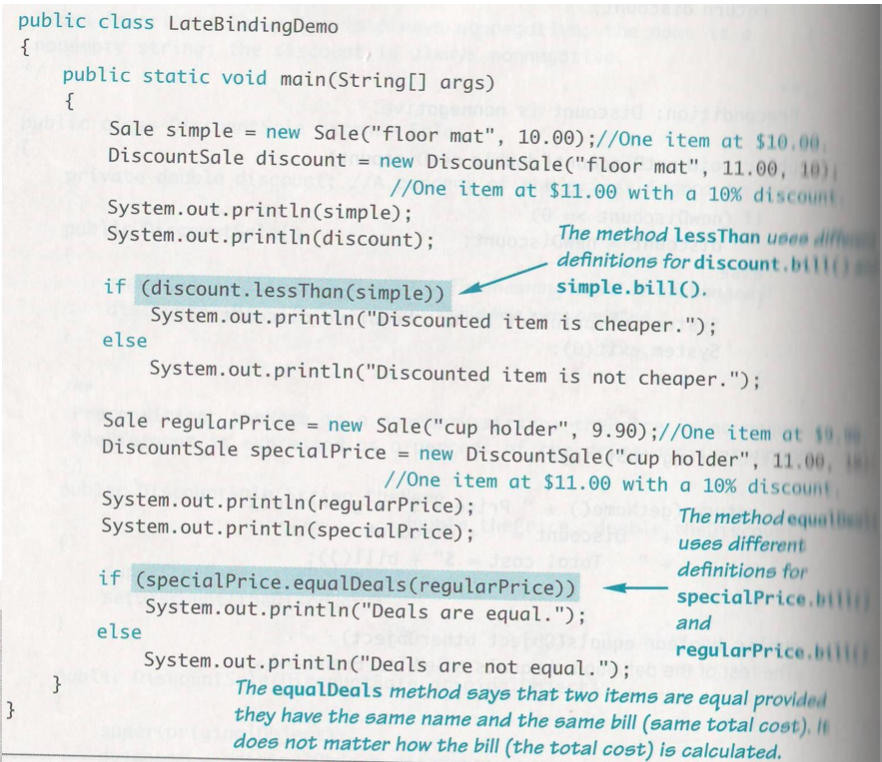 public class LateBindingDemo
{
public static void main(String[] args)
{
Sale simple = new Sale("floor mat", 10.00);//One item at $10.00.
DiscountSale discount = new DiscountSale("floor mat", 11.00, 10);
//One item at $11.00 with a 10% discount.
System.out.println(simple);
System.out.println(discount);
The method lessThan uses different
definitions for discount.bill() and
simple.bill().
if (discount.lessThan(simple))
System.out.println("Discounted item is cheaper.");
else
System.out.println("Discounted item is not cheaper.");
Sale regularPrice = new Sale("cup holder", 9.90);//One item at $9.90
DiscountSale specialPrice = new DiscountSale("cup holder", 11.00,
//One item at $11.00 with a 10% discount.
System.out.println(regularPrice);
System.out.println(specialPrice);
The method equalDeals
uses different
definitions for
specialPrice.bill()
and
regularPrice.bill()
if (specialPrice.equalDeals(regularPrice))
System.out.println("Deals are equal.");
else
System.out.println("Deals are not equal.");
}
}
The equalDeals method says that two items are equal provided
they have the same name and the same bill (same total cost). It
does not matter how the bill (the total cost) is calculated.